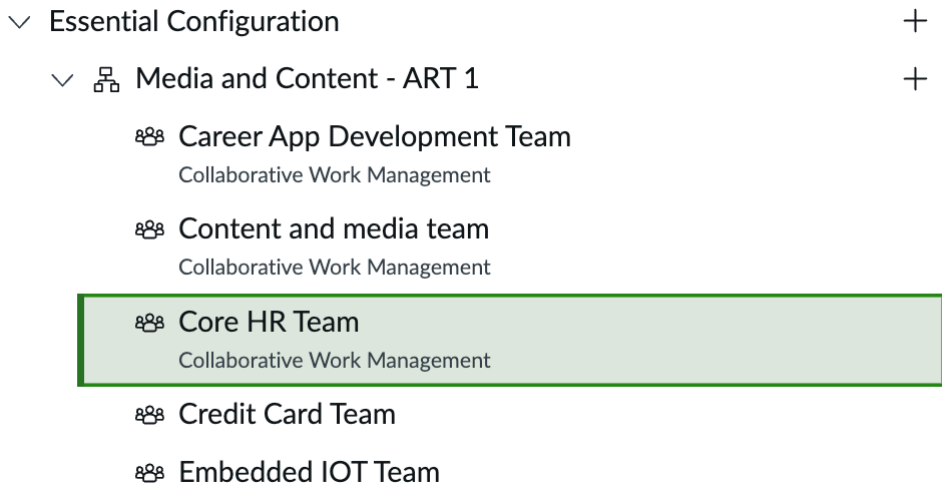 Essential Configuration
Media and Content - ART 1
Career App Development Team
Collaborative Work Management
Content and media team
Collaborative Work Management
Core HR Team
Collaborative Work Management
Credit Card Team
Embedded IOT Team